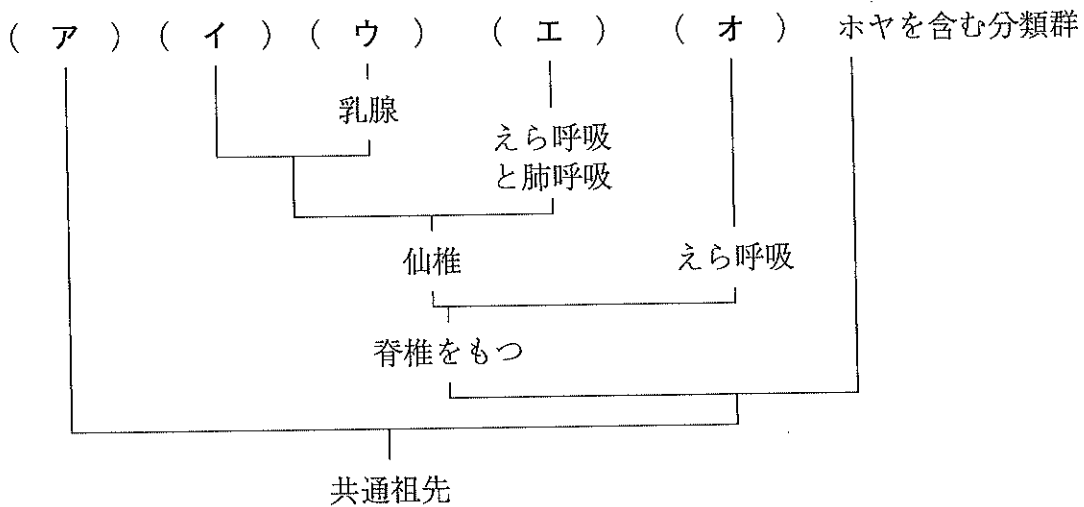 (ア)(イ)(ウ)(エ)(オ) ホヤを含む分類群
乳腺
えら呼吸
と肺呼吸
仙椎
えら呼吸
脊椎をもつ
共通祖先